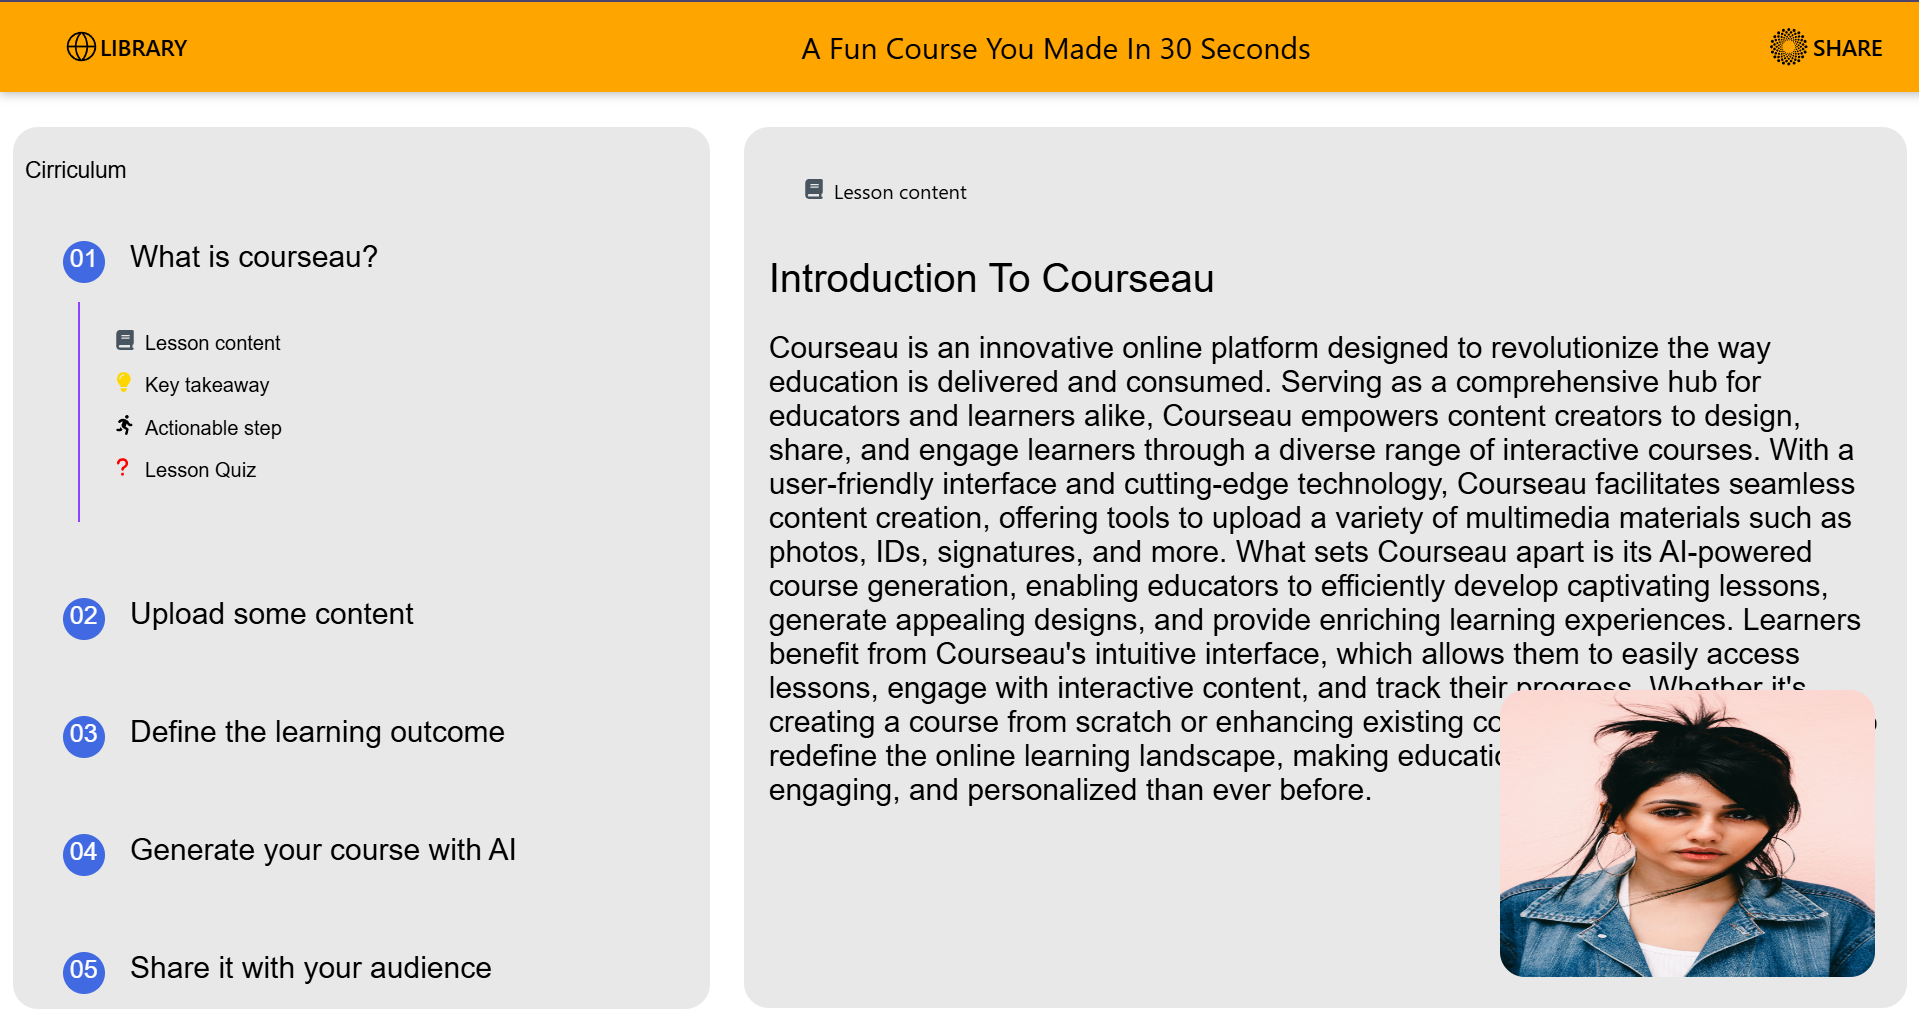 LIBRARY
A Fun Course You Made In 30 Seconds
SHARE
Cirriculum
01 What is courseau?
Lesson content
Key takeaway
Actionable step
? Lesson Quiz
02 Upload some content
03 Define the learning outcome
04 Generate your course with AI
05 Share it with your audience
Lesson content
Introduction To Courseau
Courseau is an innovative online platform designed to revolutionize the way
education is delivered and consumed. Serving as a comprehensive hub for
educators and learners alike, Courseau empowers content creators to design,
share, and engage learners through a diverse range of interactive courses. With a
user-friendly interface and cutting-edge technology, Courseau facilitates seamless
content creation, offering tools to upload a variety of multimedia materials such as
photos, IDs, signatures, and more. What sets Courseau apart is its AI-powered
course generation, enabling educators to efficiently develop captivating lessons,
generate appealing designs, and provide enriching learning experiences. Learners
benefit from Courseau's intuitive interface, which allows them to easily access
lessons, engage with interactive content, and track their progress. Whether it's
creating a course from scratch or enhancing existing
redefine the online learning landscape, making
engaging, and personalized than ever before.